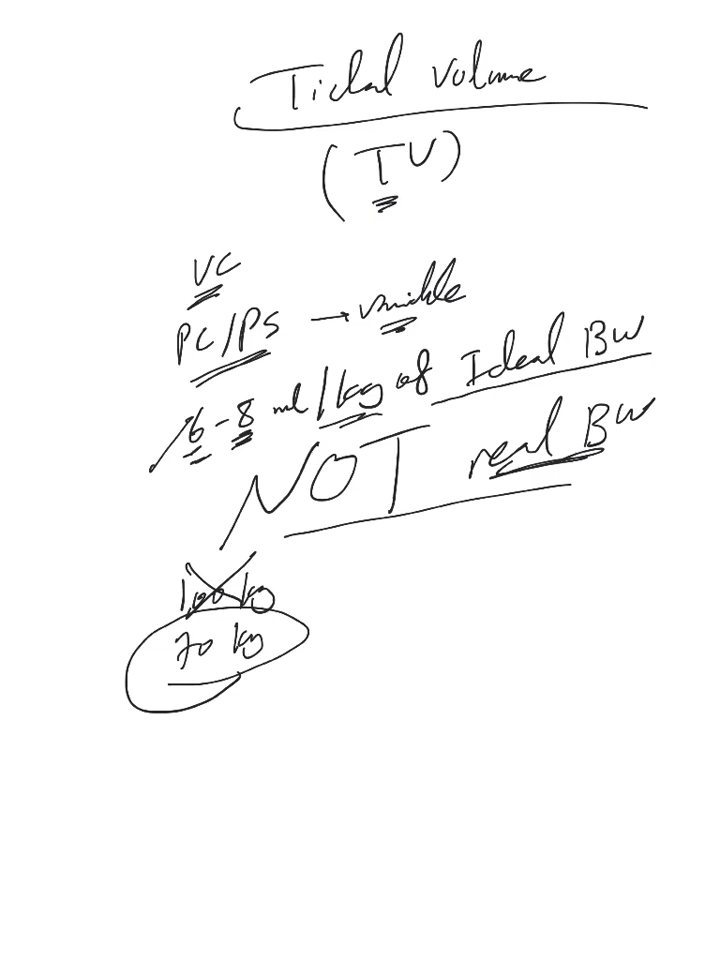 Tidal volume
(TV)
VC
PC/PS → variable
6-8 ml/kg of Ideal BW
NOT real BW
100 kg
70 kg